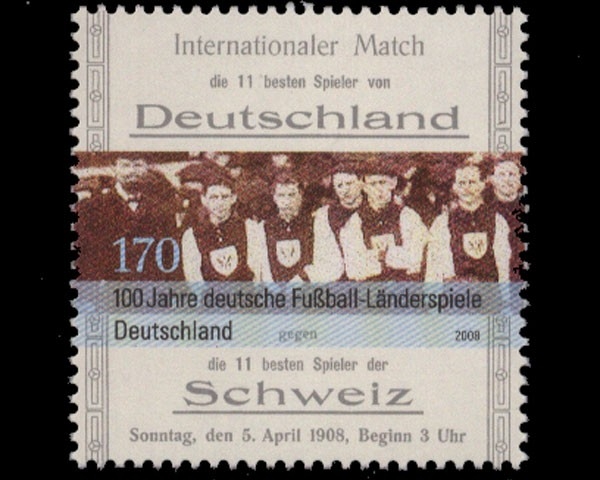 Internationaler Match
die 11 besten Spieler von
Deutschland
170
100 Jahre deutsche Fußball-Länderspiele
Deutschland
gegen
2008
die 11 besten Spieler der
Schweiz
Sonntag, den 5. April 1908, Beginn 3 Uhr